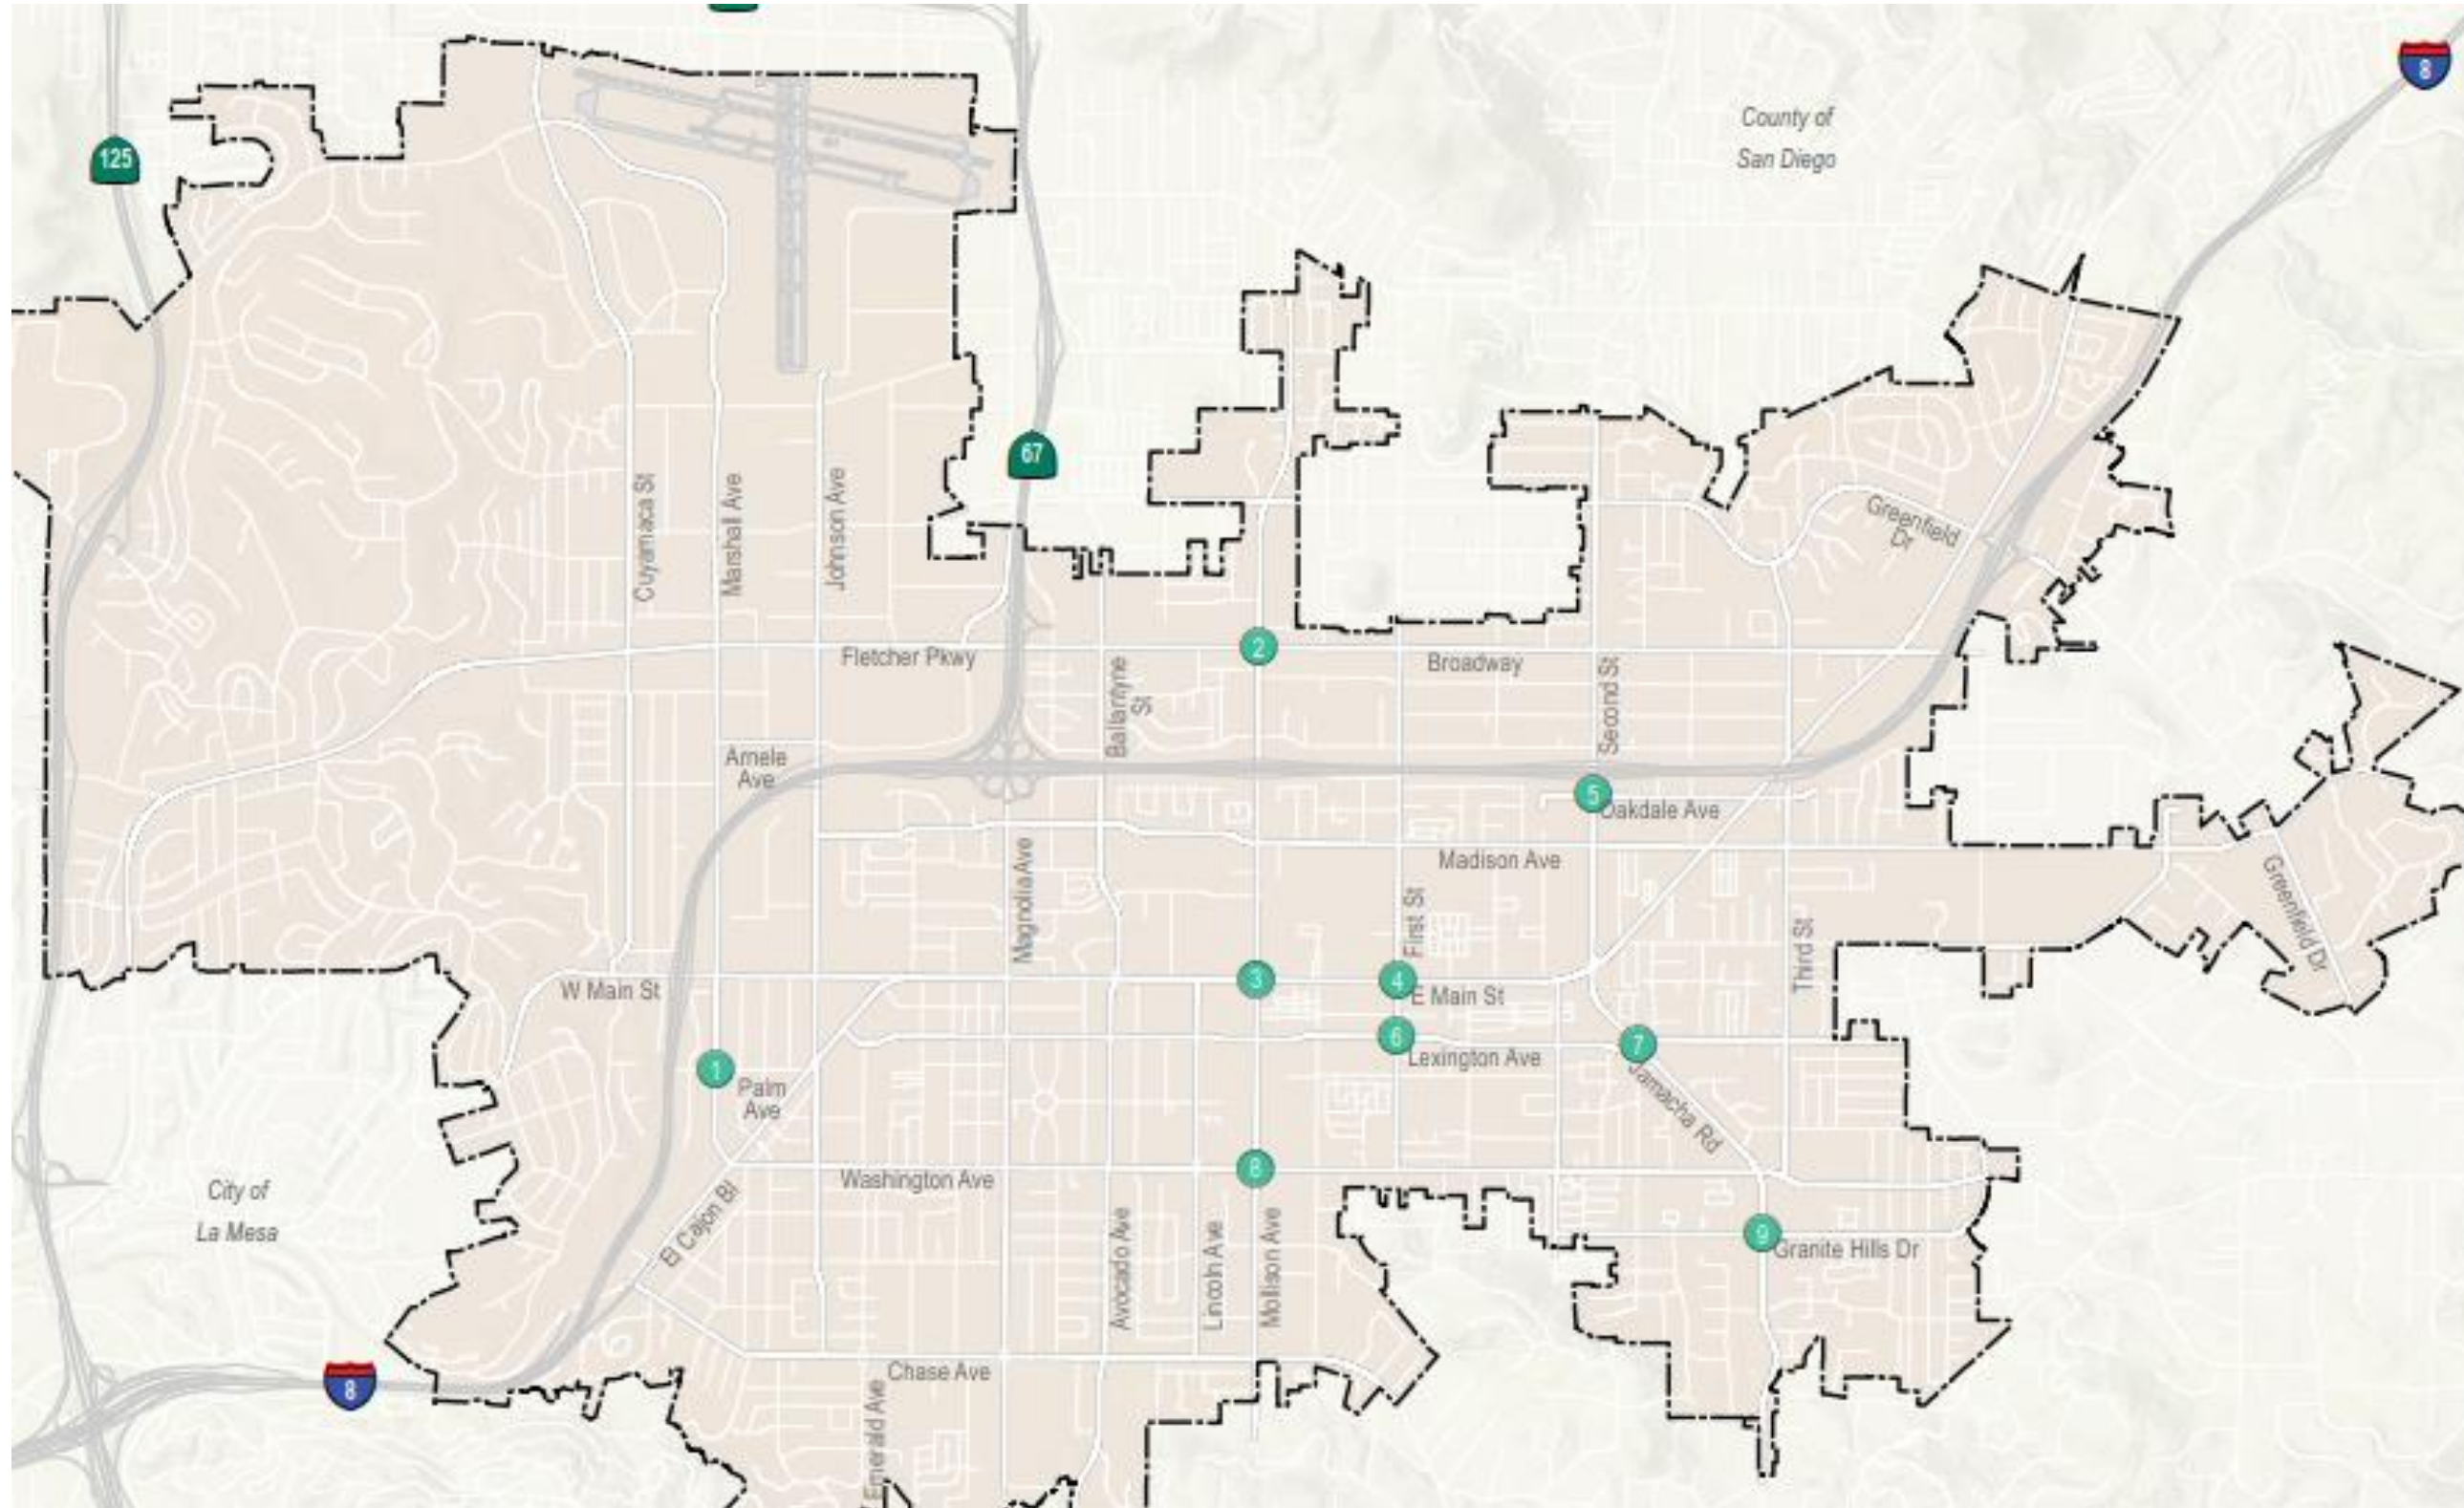 8
County of
San Diego
125
67
Cuyamaca St
Marshall Ave
Johnson Ave
Greenfield
Dr
2
Fletcher Pkwy
Broadway
Ballantyne
St
Second St
Arnele
Ave
5
Oakdale Ave
Madison Ave
Magnolia Ave
First St
Third St
Greenfield Dr
W Main St
3
4
E Main St
6
Lexington Ave
7
1
Palm
Ave
Jamacha Rd
8
Washington Ave
City of
La Mesa
El Cajon Bl
Avocado Ave
Lincoln Ave
Mollison Ave
9
Granite Hills Dr
Chase Ave
8
Emerald Ave